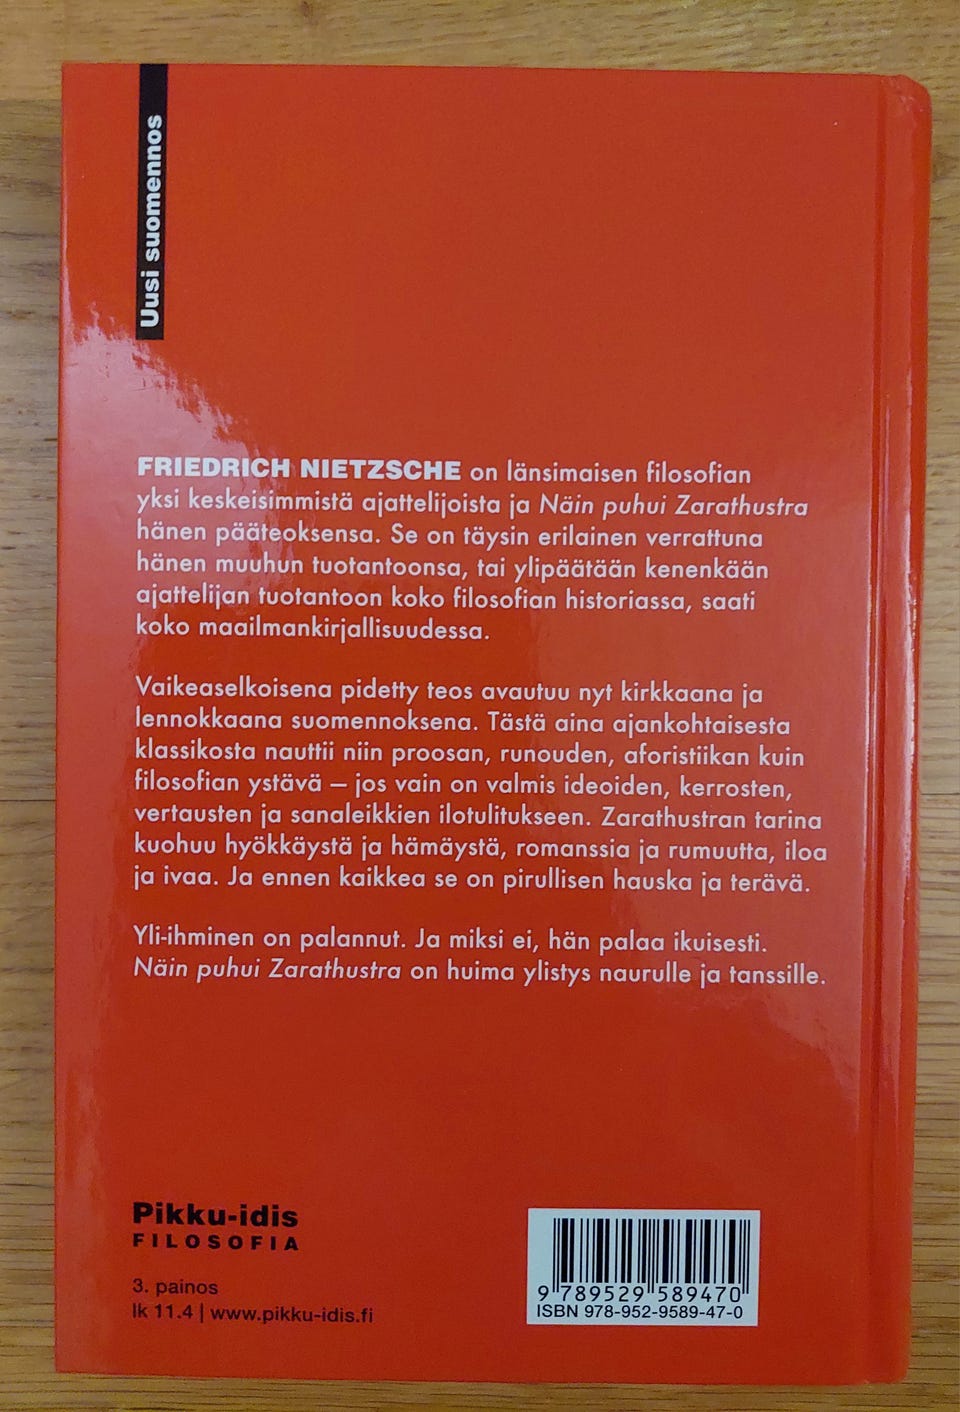 Uusi suomennos
FRIEDRICH NIETZSCHE on länsimaisen filosofian
yksi keskeisimmistä ajattelijoista ja Näin puhui Zarathustra
hänen pääteoksensa. Se on täysin erilainen verrattuna
hänen muuhun tuotantoonsa, tai ylipäätään kenenkään
ajattelijan tuotantoon koko filosofian historiassa, saati
koko maailmankirjallisuudessa.
Vaikeaselkoisena pidetty teos avautuu nyt kirkkaana ja
lennokkaana suomennoksena. Tästä aina ajankohtaisesta
klassikosta nauttii niin proosan, runouden, aforistiikan kuin
filosofian ystävä – jos vain on valmis ideoiden, kerrosten,
vertausten ja sanaleikkien ilotulitukseen. Zarathustran tarina
kuohuu hyökkäystä ja hämäystä, romanssia ja rumuutta, iloa
ja ivaa. Ja ennen kaikkea se on pirullisen hauska ja terävä.
Yli-ihminen on palannut. Ja miksi ei, hän palaa ikuisesti.
Näin puhui Zarathustra on huima ylistys naurulle ja tanssille.
Pikku-idis
FILOSOFIA
3. painos
lk 11.4 | www.pikku-idis.fi
9 789529 589470
ISBN 978-952-9589-47-0